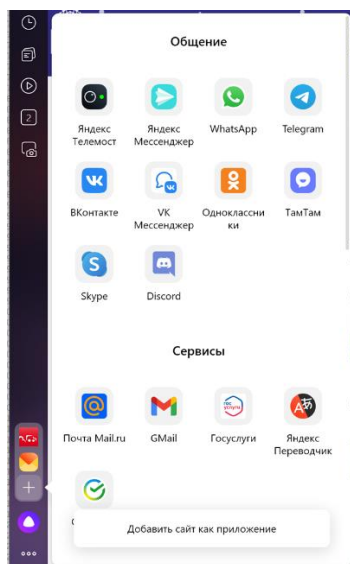 Общение
Яндекс Телемост
Яндекс Мессенджер
WhatsApp
Telegram
2
ВКонтакте
VK Мессенджер
Одноклассни
ки
ТамТам
Skype
Discord
Сервисы
Почта Mail.ru
GMail
Госуслуги
Яндекс Переводчик
Добавить сайт как приложение